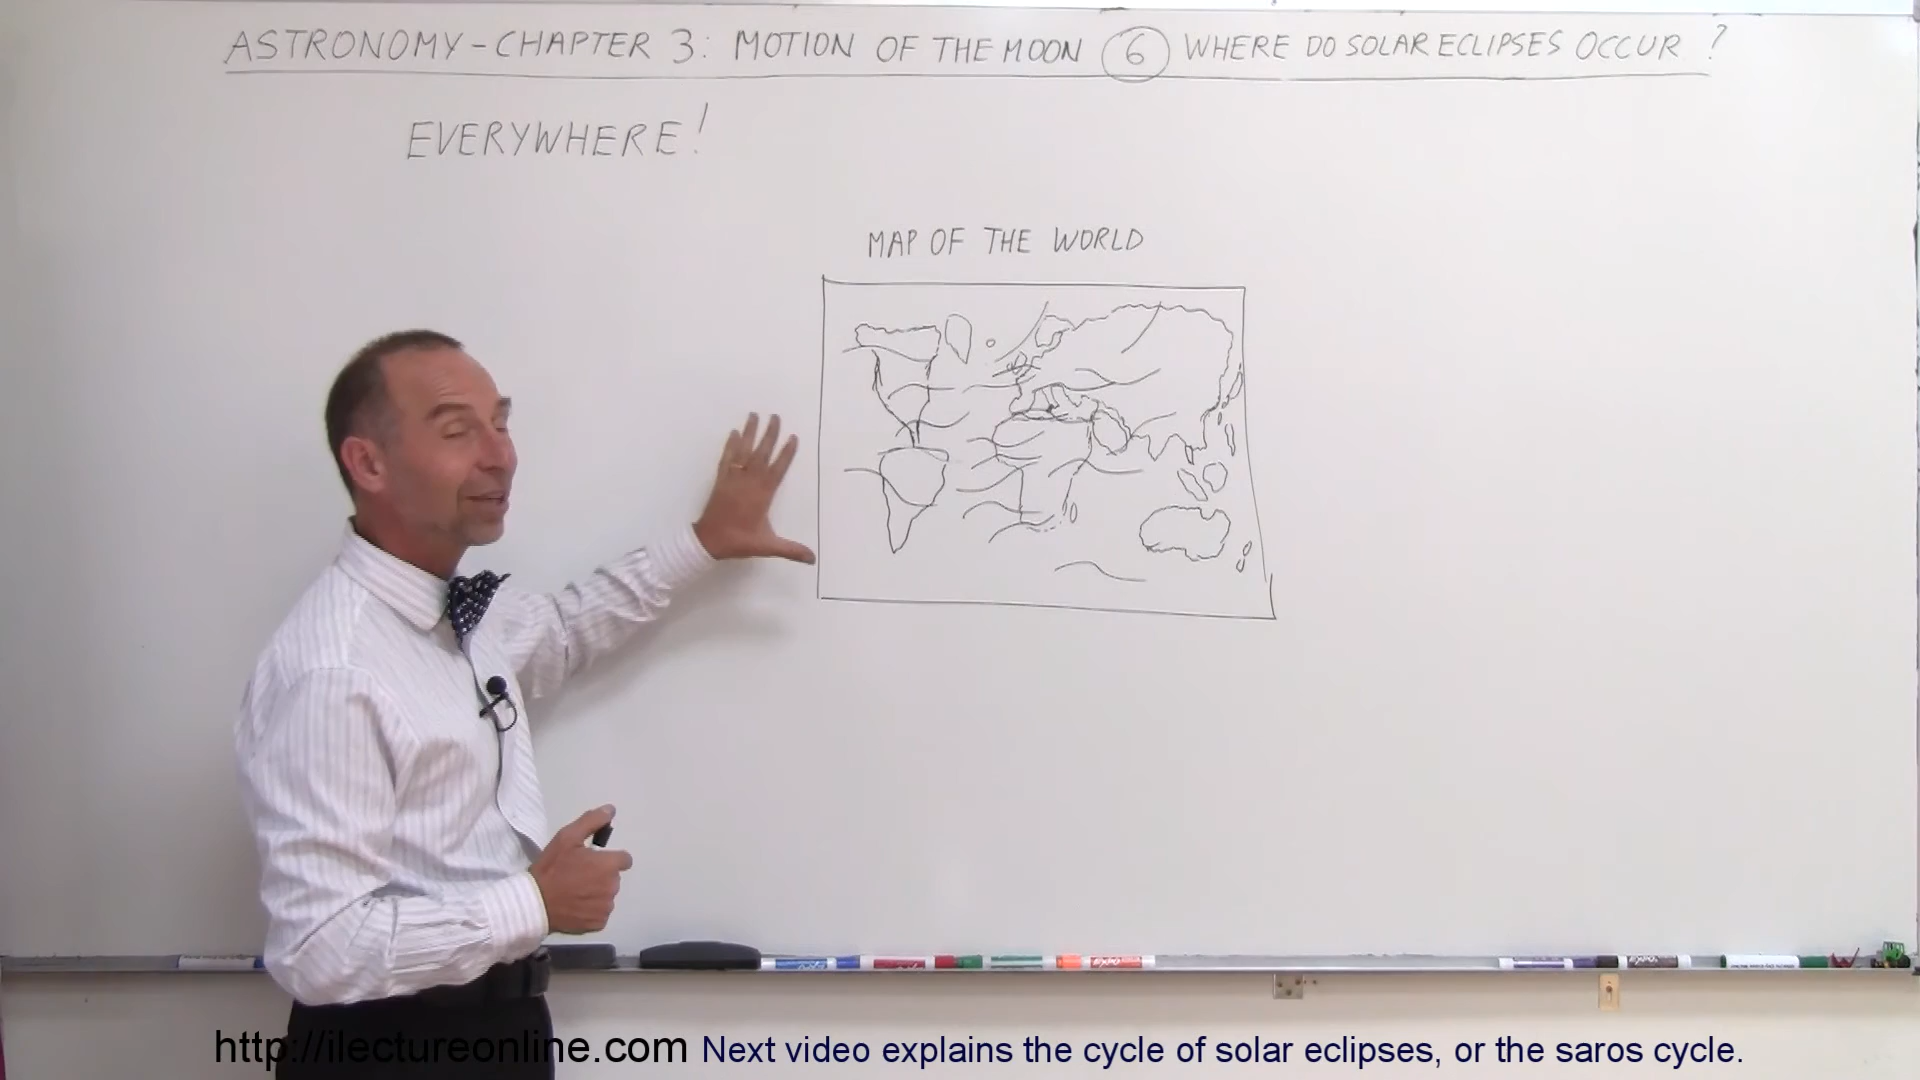 ASTRONOMY - CHAPTER 3: MOTION OF THE MOON 6 WHERE DO SOLAR ECLIPSES OCCUR ?
EVERYWHERE!
MAP OF THE WORLD
http://ilectureonline.com Next video explains the cycle of solar eclipses, or the saros cycle.